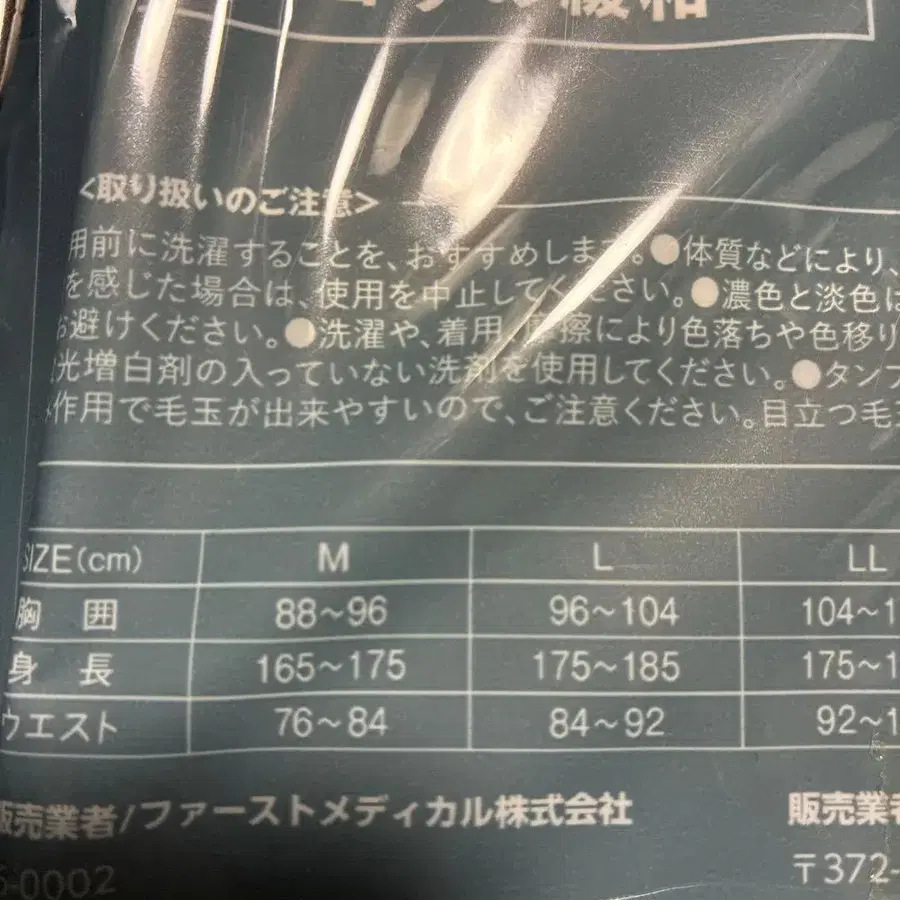 緩和
<取り扱いのご注意>
用前に洗濯することを、おすすめします。●体質などにより、
を感じた場合は、使用を中止してください。●濃色と淡色は
お避けください。●洗濯や、着用、摩擦により色落ちや色移り
光増白剤の入っていない洗剤を使用してください。●タンブ
作用で毛玉が出来やすいので、ご注意ください。目立つ毛玉
SIZE(cm) M L LL
胸囲 88~96 96~104 104~1
身長 165~175 175~185 175~1
ウエスト 76~84 84~92 92~1
販売業者/ファーストメディカル株式会社 販売業者
-0002 〒372-